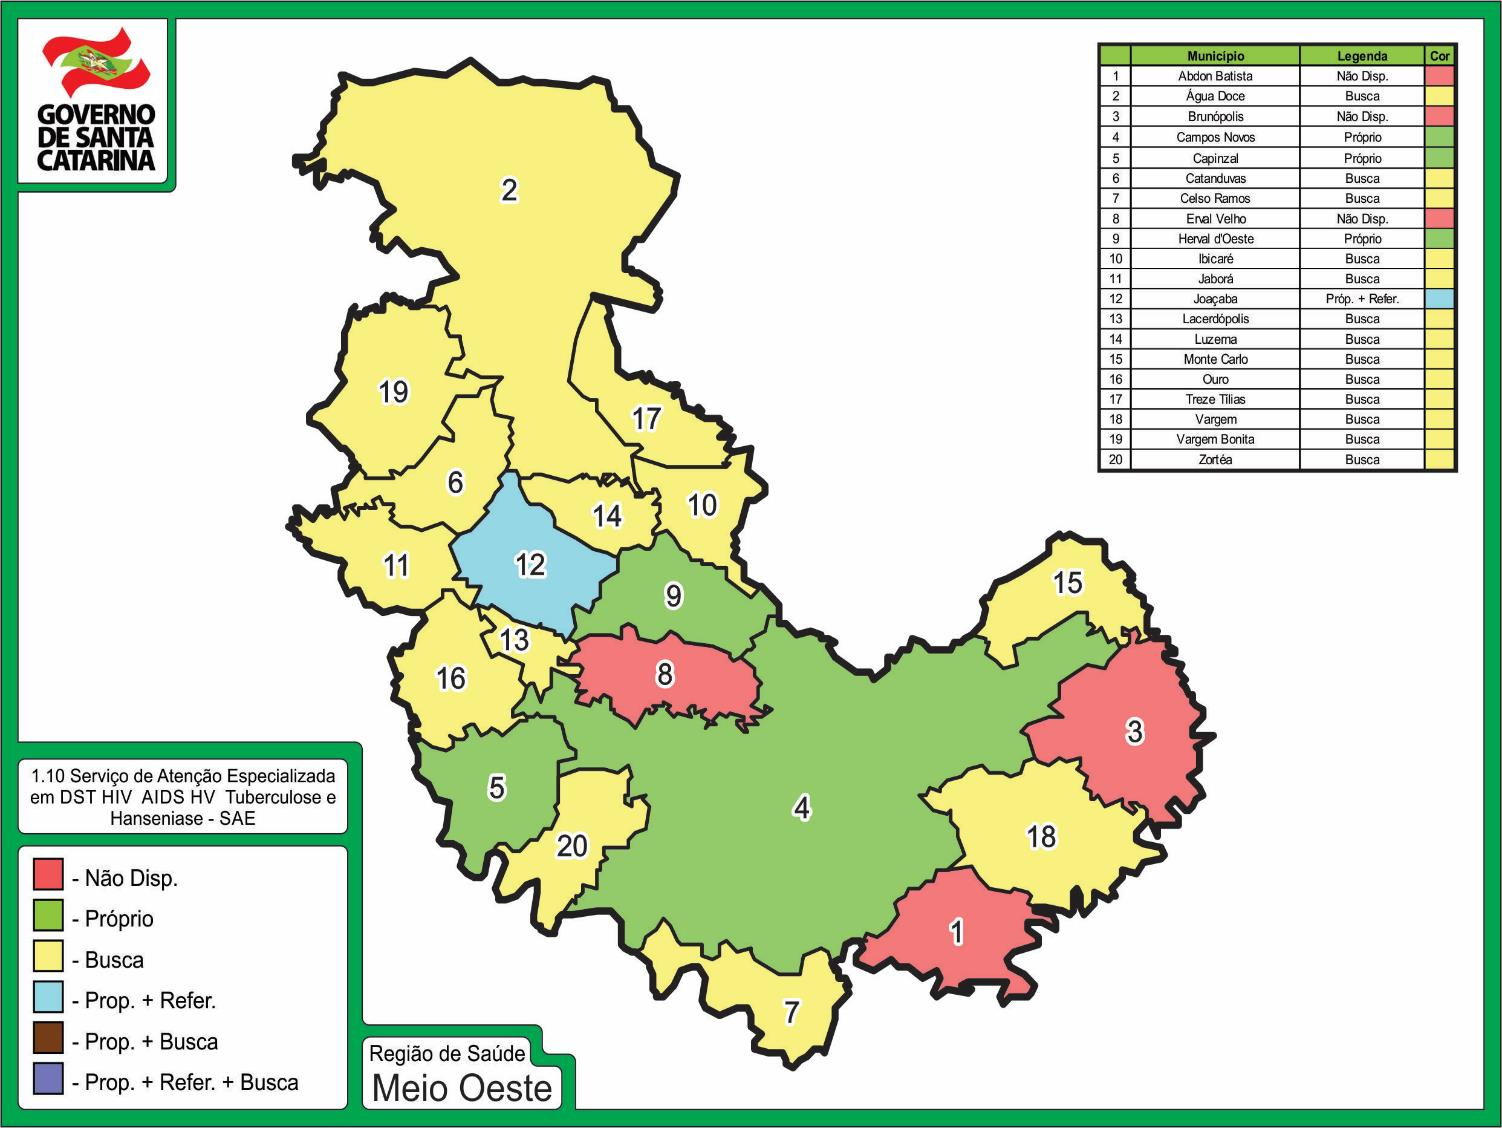 GOVERNO
DE SANTA
CATARINA
Município Legenda Cor
1 Abdon Batista Não Disp.
2 Água Doce Busca
3 Brunópolis Não Disp.
4 Campos Novos Próprio
5 Capinzal Próprio
6 Catanduvas Busca
7 Celso Ramos Busca
8 Erval Velho Não Disp.
9 Herval d'Oeste Próprio
10 Ibicaré Busca
11 Jaborá Busca
12 Joaçaba Próp. + Refer.
13 Lacerdópolis Busca
14 Luzerna Busca
15 Monte Carlo Busca
16 Ouro Busca
17 Treze Tílias Busca
18 Vargem Busca
19 Vargem Bonita Busca
20 Zortéa Busca
2
19
17
6
14
10
11
12
9
15
13
16
8
3
5
4
20
18
1
7
1.10 Serviço de Atenção Especializada
em DST HIV AIDS HV Tuberculose e
Hanseniase - SAE
- Não Disp.
- Próprio
- Busca
- Prop. + Refer.
- Prop. + Busca
- Prop. + Refer. + Busca
Região de Saúde
Meio Oeste